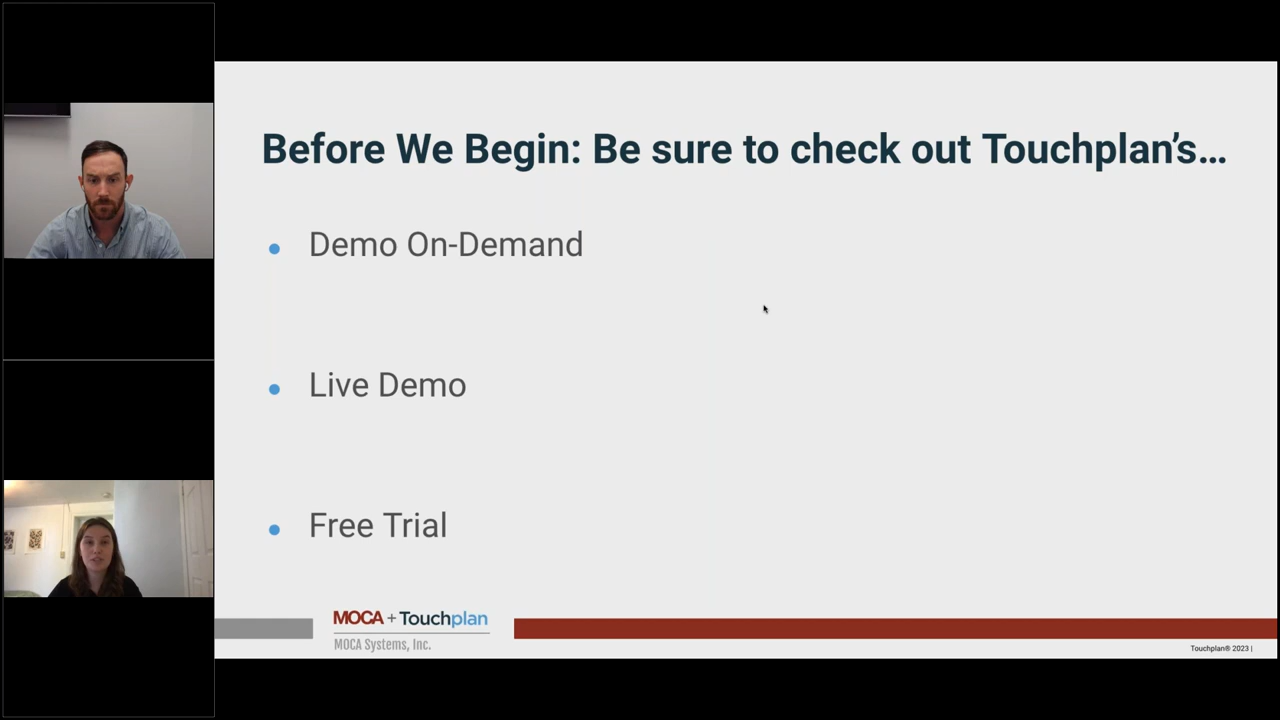 Before We Begin: Be sure to check out Touchplan’s...
Demo On-Demand
Live Demo
Free Trial
MOCA + Touchplan
MOCA Systems, Inc.
Touchplan® 2023 |